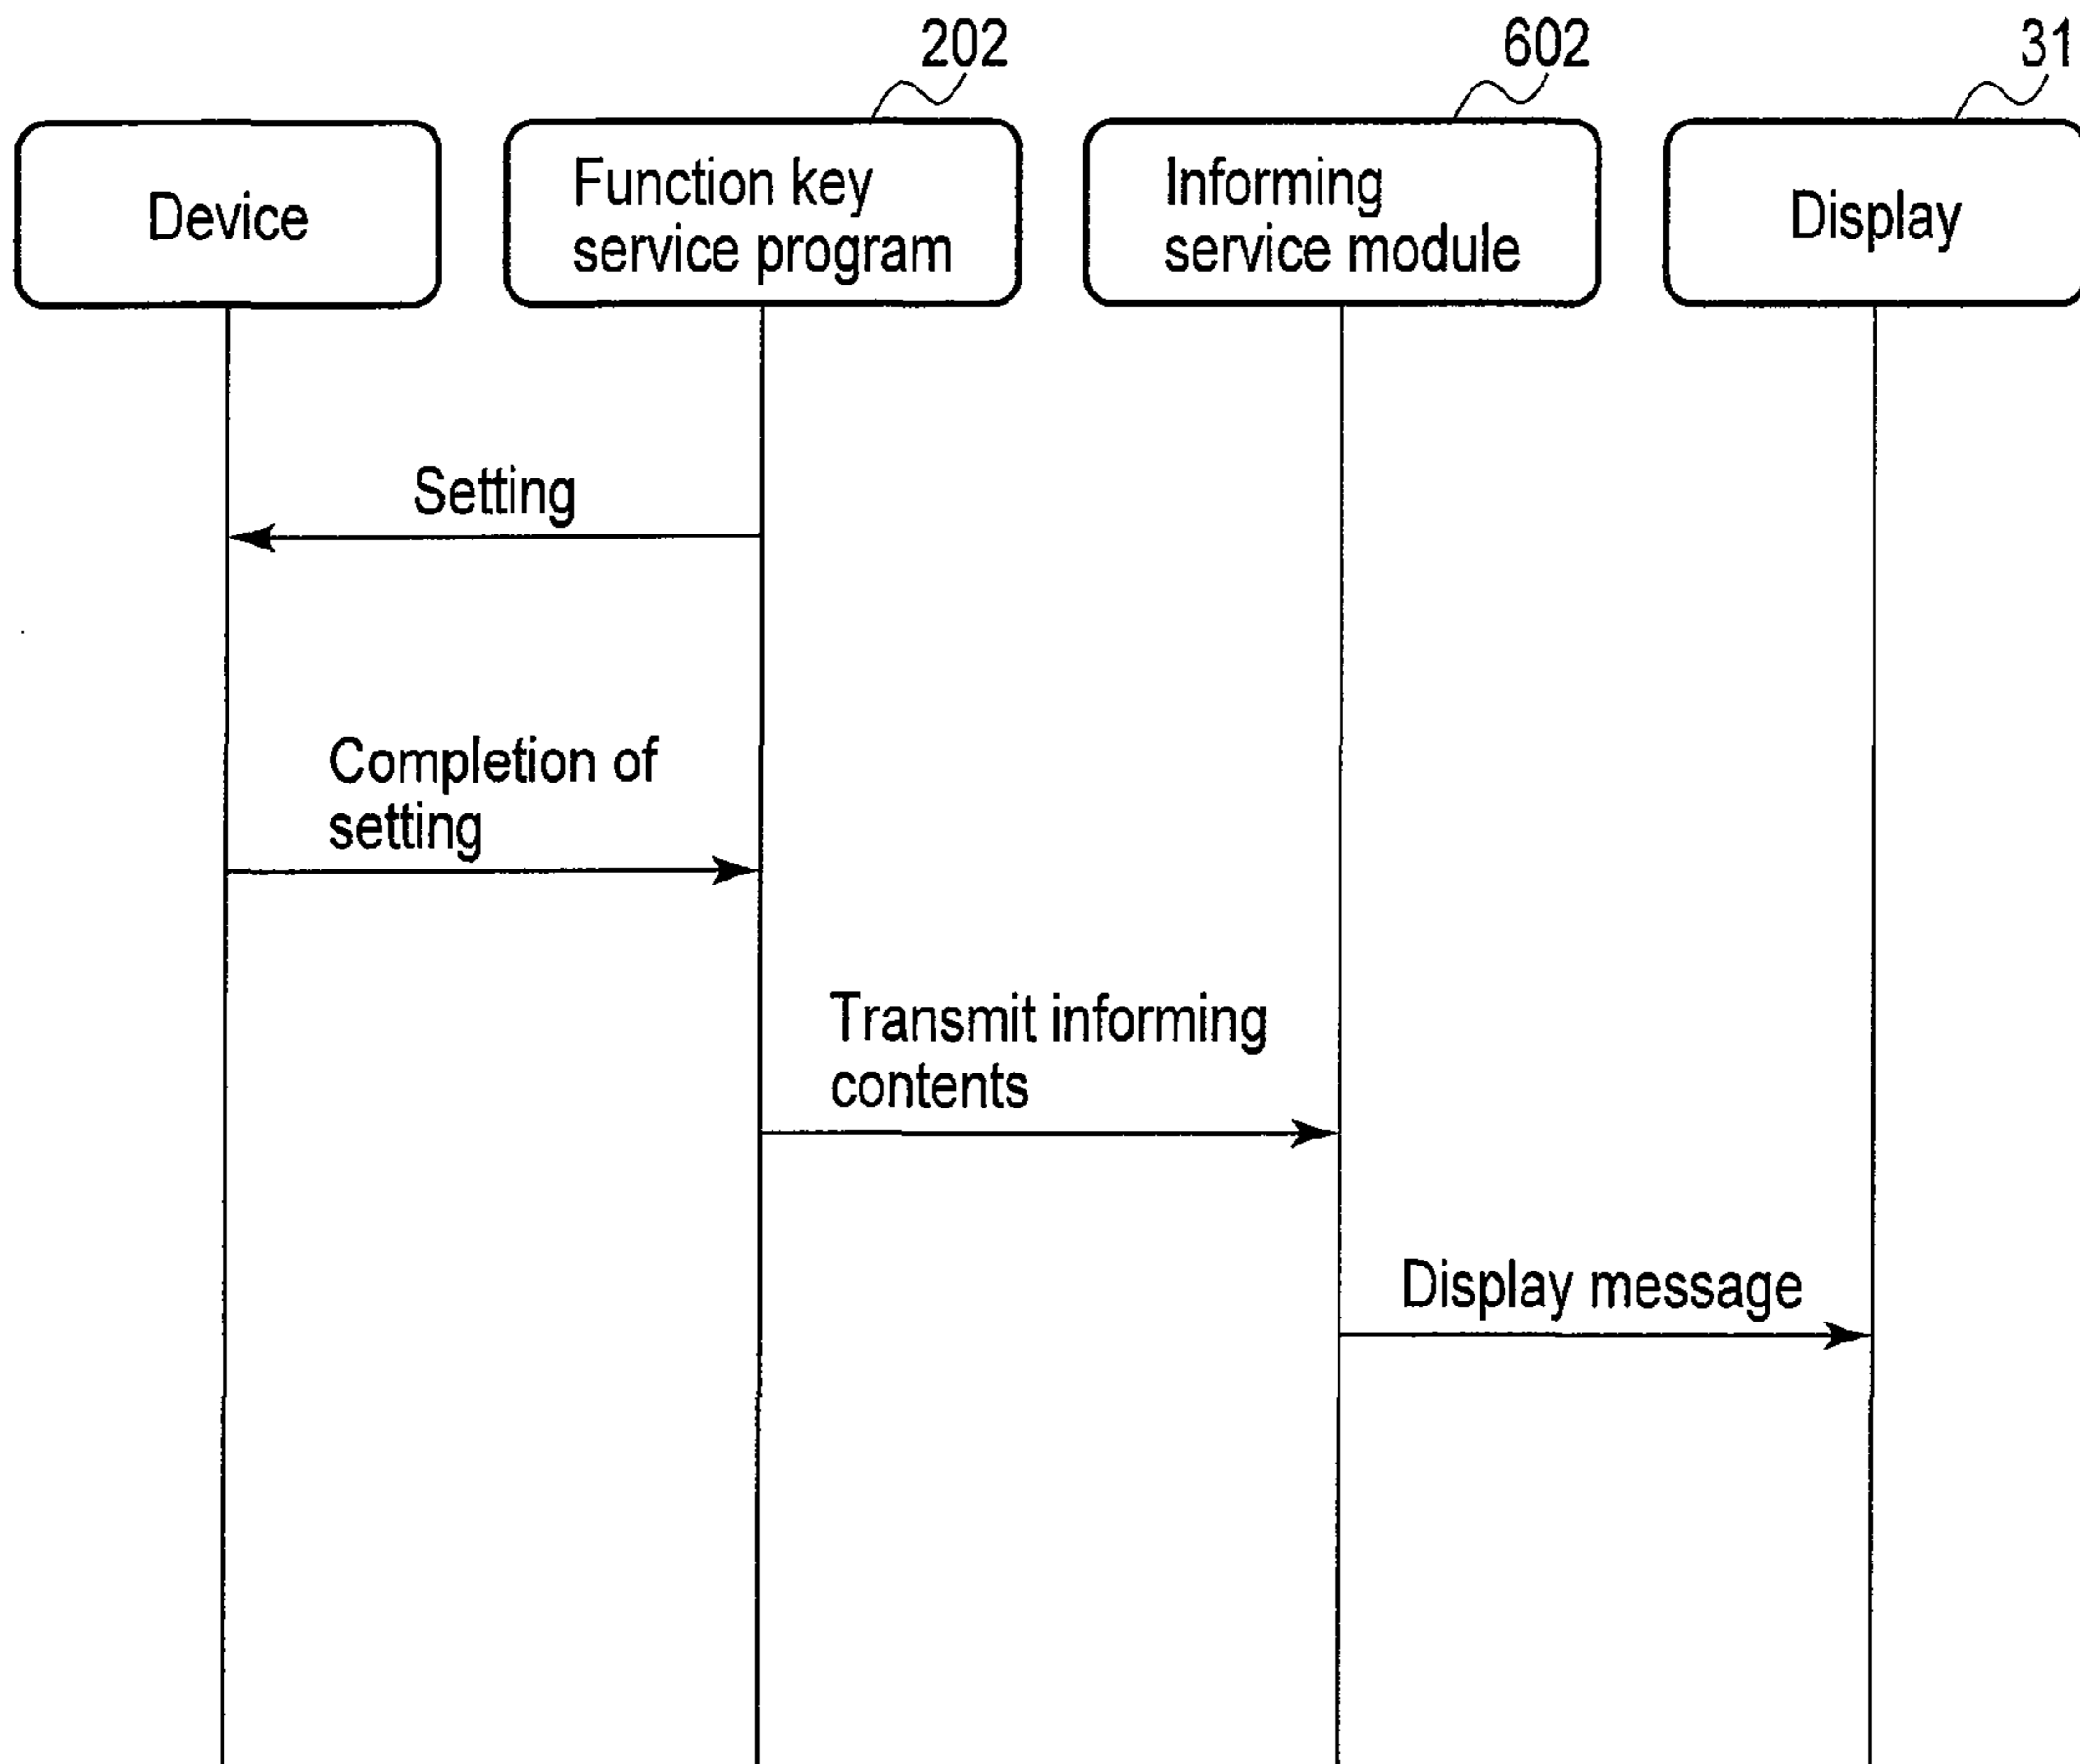 202
602
31
Device
Function key
service program
Informing
service module
Display
Setting
Completion of
setting
Transmit informing
contents
Display message